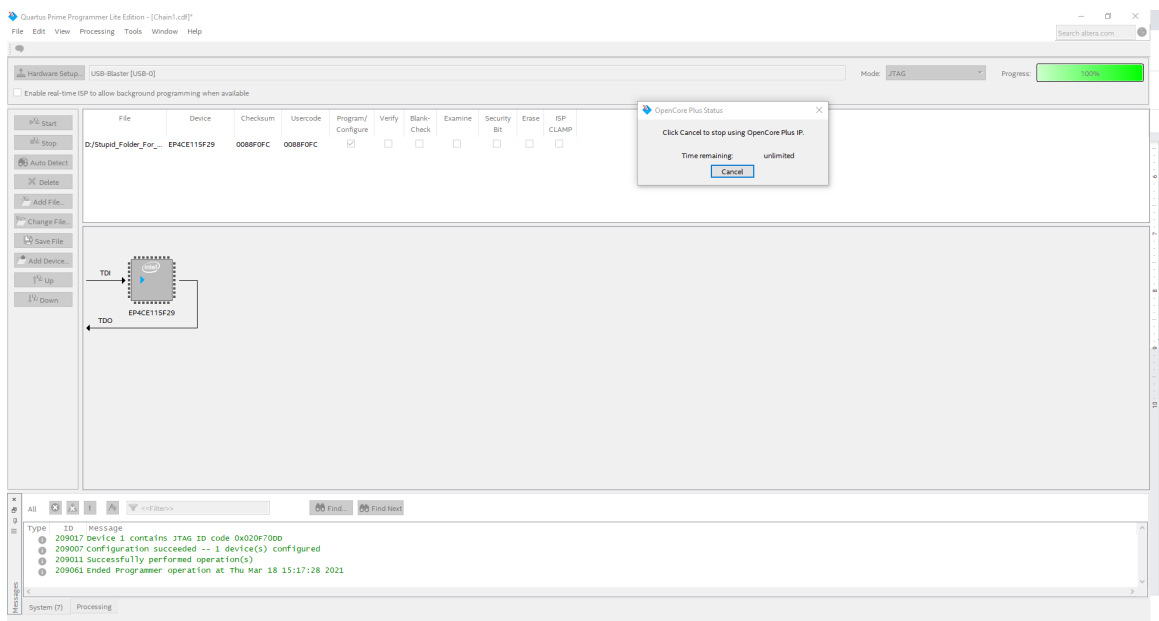 Quartus Prime Programmer Lite Edition - [Chain1.cdf]*
File Edit View Processing Tools Window Help
Search altera.com
Hardware Setup... USB-Blaster [USB-0] Mode: JTAG Progress: 100%
Enable real-time ISP to allow background programming when available
Start
Stop
Auto Detect
Delete
Add File...
Change File...
Save File
Add Device...
Up
Down
File Device Checksum Usercode Program/ Verify Blank- Examine Security Erase ISP
Configure Check Bit CLAMP
D:/Stupid_Folder_For_... EP4CE115F29 0088F0FC 0088F0FC
OpenCore Plus Status
Click Cancel to stop using OpenCore Plus IP.
Time remaining: unlimited
Cancel
TDI
intel
EP4CE115F29
TDO
All <<Filter>> Find... Find Next
Type ID Message
209017 Device 1 contains JTAG ID code 0x020F70DD
209007 Configuration succeeded -- 1 device(s) configured
209011 Successfully performed operation(s)
209061 Ended Programmer operation at Thu Mar 18 15:17:28 2021
Messages
System (7) Processing